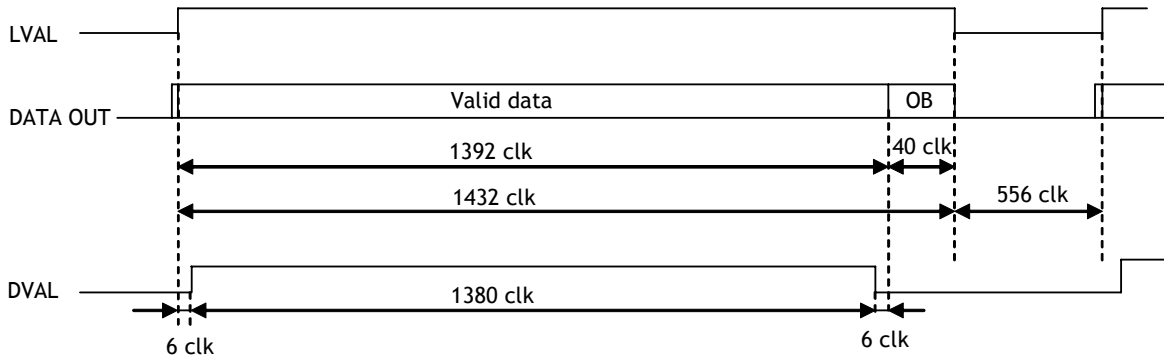 LVAL
Valid data
OB
DATA OUT
1392 clk
40 clk
1432 clk
556 clk
DVAL
1380 clk
6 clk
6 clk